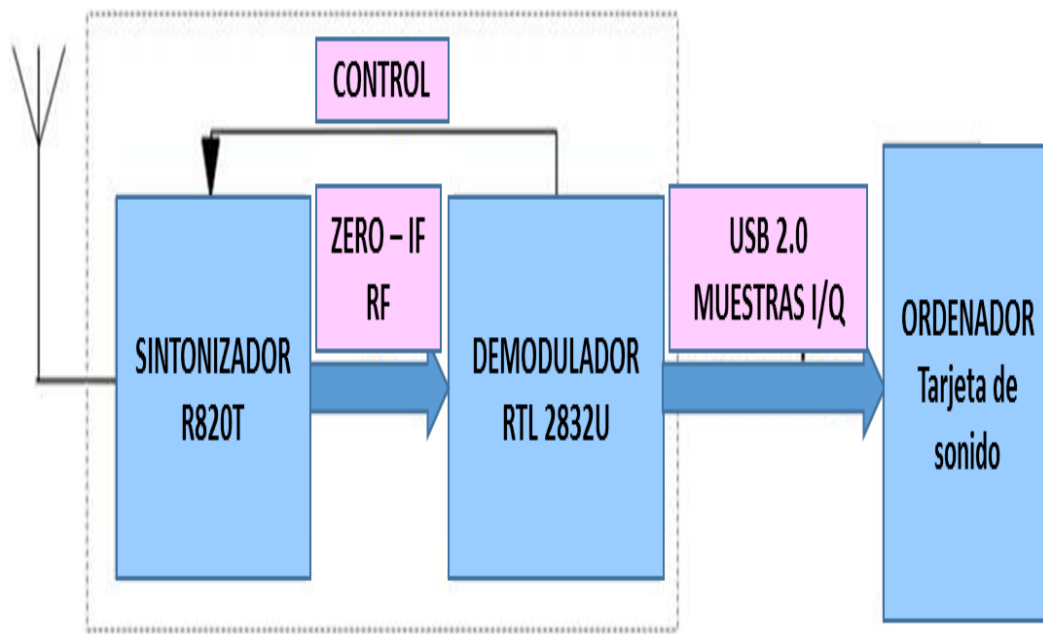 CONTROL
ZERO – IF
RF
USB 2.0
MUESTRAS I/Q
SINTONIZADOR
R820T
DEMODULADOR
RTL 2832U
ORDENADOR
Tarjeta de
sonido